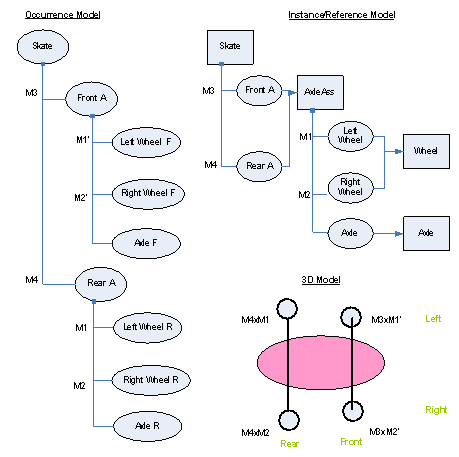 Occurrence Model
Skate
M3
Front A
M1'
Left Wheel F
M2'
Right Wheel F
Axle F
M4
Rear A
M1
Left Wheel R
M2
Right Wheel R
Axle R
Instance/Reference Model
Skate
M3
Front A
AxleAss
M4
Rear A
M1
Left
Wheel
Wheel
M2
Right
Wheel
Axle
Axle
3D Model
M4xM1
M3xM1'
Left
M4xM2
M3xM2'
Right
Rear
Front